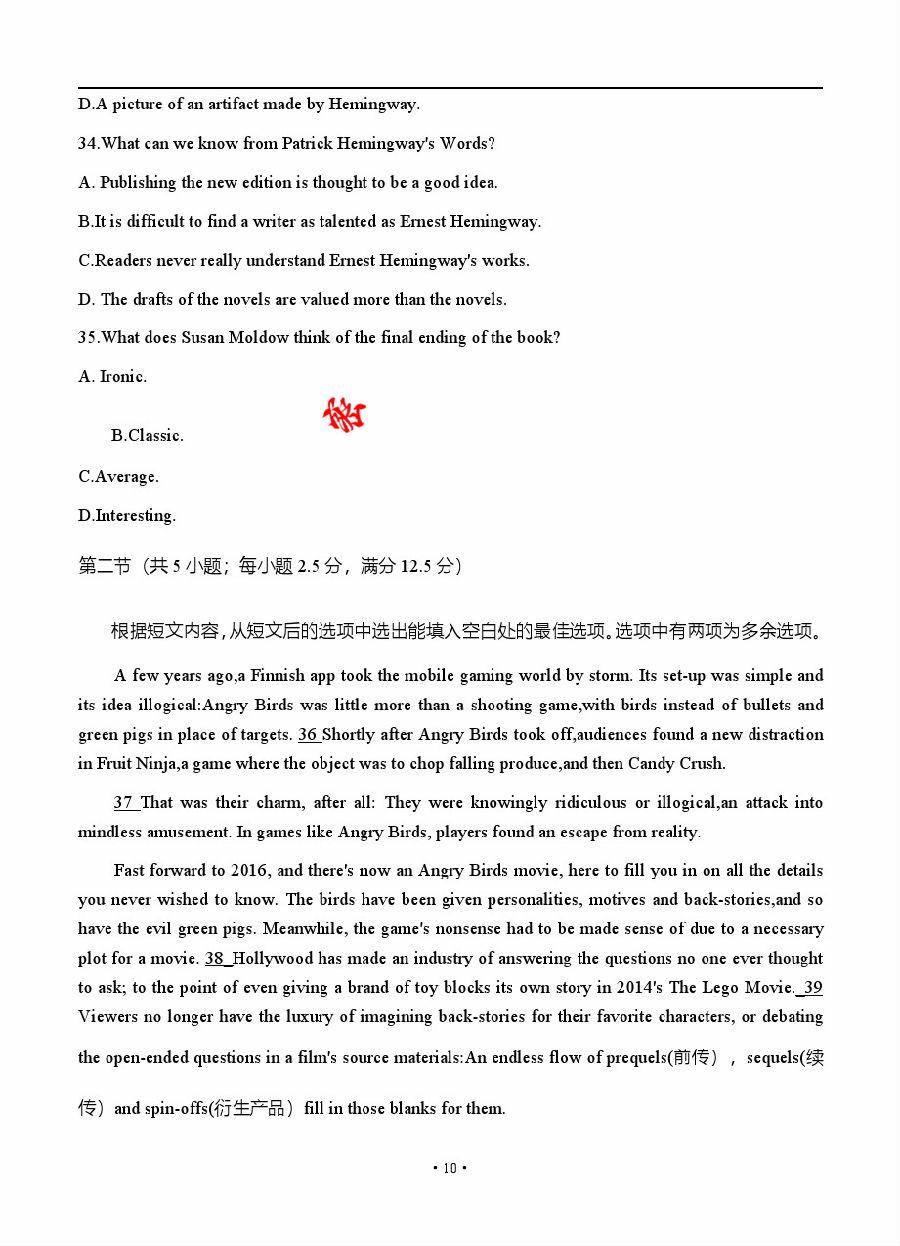 D.A picture of an artifact made by Hemingway.
34.What can we know from Patrick Hemingway's Words?
A. Publishing the new edition is thought to be a good idea.
B.It is difficult to find a writer as talented as Ernest Hemingway.
C.Readers never really understand Ernest Hemingway's works.
D. The drafts of the novels are valued more than the novels.
35.What does Susan Moldow think of the final ending of the book?
A. Ironic.
B.Classic.
C.Average.
D.Interesting.
第二节（共 5 小题；每小题 2.5 分，满分 12.5 分）
根据短文内容，从短文后的选项中选出能填入空白处的最佳选项。选项中有两项为多余选项。
A few years ago,a Finnish app took the mobile gaming world by storm. Its set-up was simple and
its idea illogical:Angry Birds was little more than a shooting game,with birds instead of bullets and
green pigs in place of targets. 36 Shortly after Angry Birds took off,audiences found a new distraction
in Fruit Ninja,a game where the object was to chop falling produce,and then Candy Crush.
37 That was their charm, after all: They were knowingly ridiculous or illogical,an attack into
mindless amusement. In games like Angry Birds, players found an escape from reality.
Fast forward to 2016, and there's now an Angry Birds movie, here to fill you in on all the details
you never wished to know. The birds have been given personalities, motives and back-stories,and so
have the evil green pigs. Meanwhile, the game's nonsense had to be made sense of due to a necessary
plot for a movie. 38 Hollywood has made an industry of answering the questions no one ever thought
to ask; to the point of even giving a brand of toy blocks its own story in 2014's The Lego Movie. 39
Viewers no longer have the luxury of imagining back-stories for their favorite characters, or debating
the open-ended questions in a film's source materials:An endless flow of prequels(前传），sequels(续
传）and spin-offs(衍生产品）fill in those blanks for them.
• 10 •